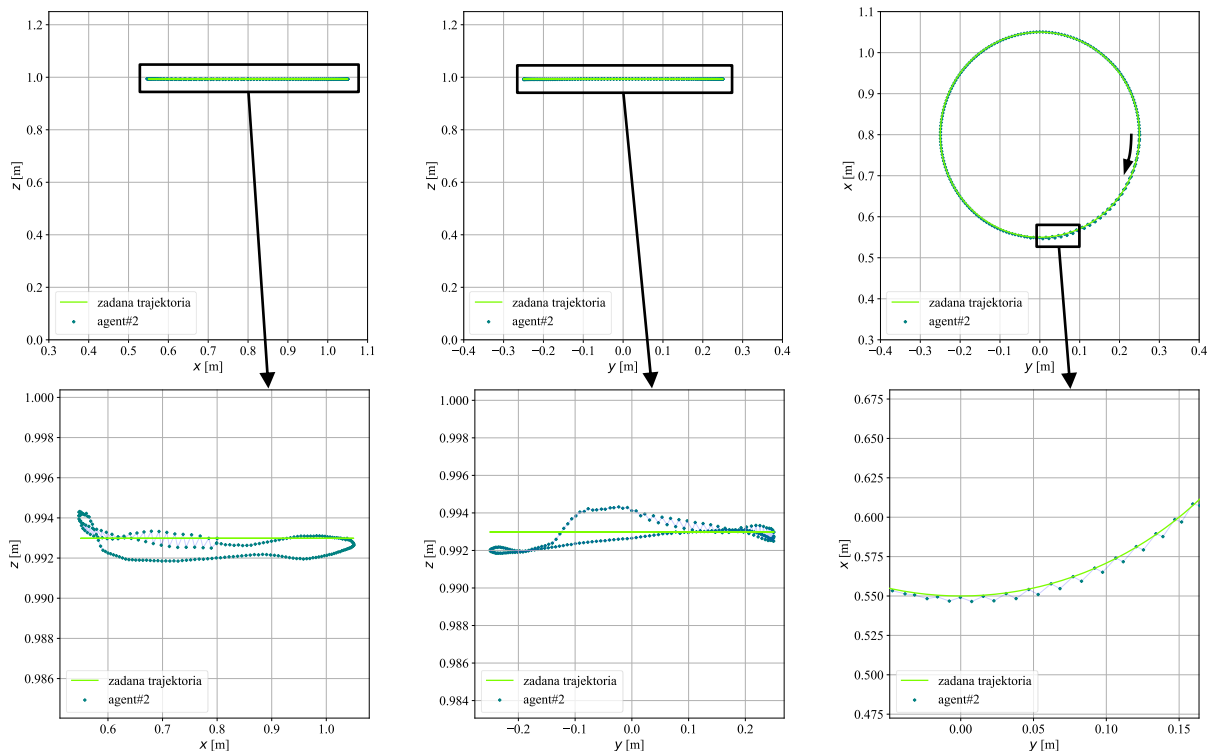 1.2
1.0
0.8
0.6
0.4
0.2
0.0
z [m]
zadana trajektoria
agent#2
0.3 0.4 0.5 0.6 0.7 0.8 0.9 1.0 1.1
x [m]
1.2
1.0
0.8
0.6
0.4
0.2
0.0
z [m]
zadana trajektoria
agent#2
−0.4 −0.3 −0.2 −0.1 0.0 0.1 0.2 0.3 0.4
y [m]
1.1
1.0
0.9
0.8
0.7
0.6
0.5
0.4
0.3
x [m]
zadana trajektoria
agent#2
−0.4 −0.3 −0.2 −0.1 0.0 0.1 0.2 0.3 0.4
y [m]
1.000
0.998
0.996
0.994
0.992
0.990
0.988
0.986
z [m]
zadana trajektoria
agent#2
0.6 0.7 0.8 0.9 1.0
x [m]
1.000
0.998
0.996
0.994
0.992
0.990
0.988
0.986
0.984
z [m]
zadana trajektoria
agent#2
−0.2 −0.1 0.0 0.1 0.2
y [m]
0.675
0.650
0.625
0.600
0.575
0.550
0.525
0.500
0.475
x [m]
zadana trajektoria
agent#2
0.00 0.05 0.10 0.15
y [m]